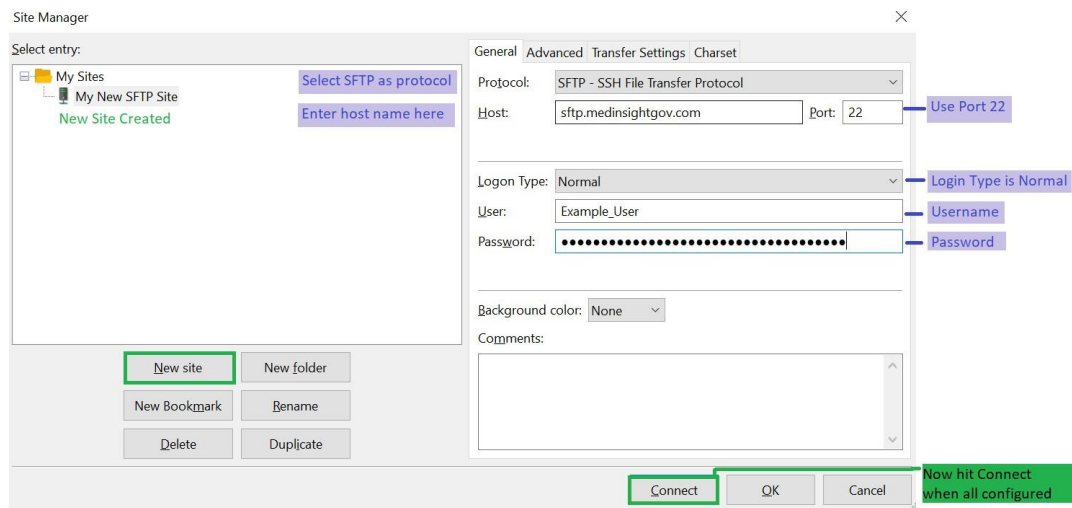 Site Manager
Select entry:
My Sites
My New SFTP Site
New Site Created
Select SFTP as protocol
Enter host name here
New site
New folder
New Bookmark
Rename
Delete
Duplicate
General Advanced Transfer Settings Charset
Protocol: SFTP - SSH File Transfer Protocol
Host: sftp.medinsightgov.com Port: 22
Use Port 22
Logon Type: Normal
Login Type is Normal
User: Example_User
Username
Password:
Password
Background color: None
Comments:
Connect OK Cancel
Now hit Connect
when all configured